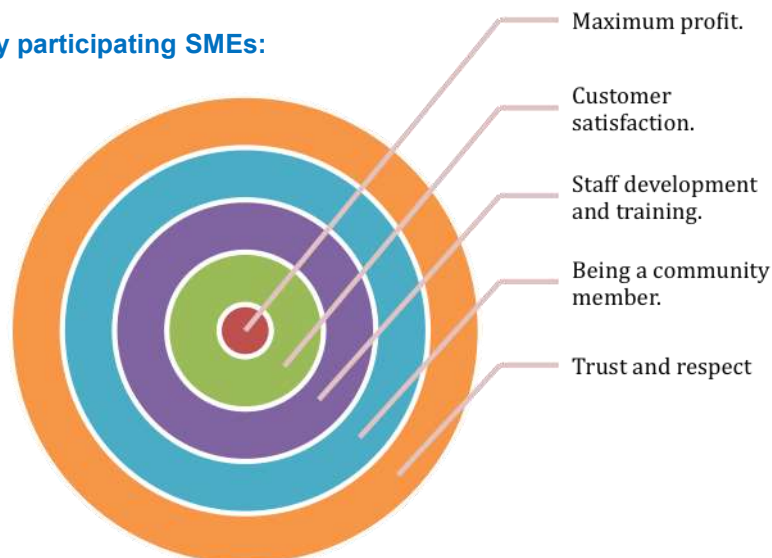 participating SMEs:
Maximum profit.
Customer
satisfaction.
Staff development
and training.
Being a community
member.
Trust and respect